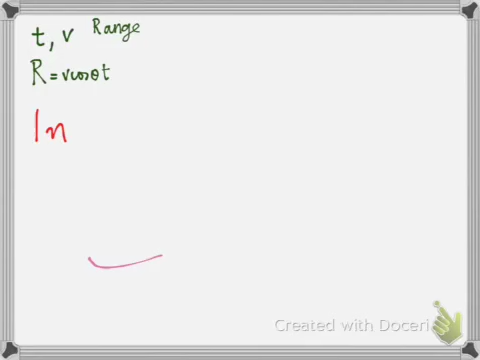 t, v Range
R = vcosθt
In
Created with Doceri